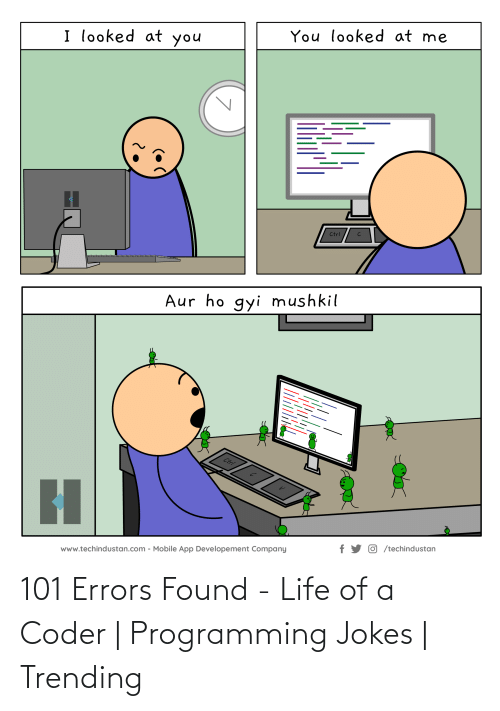 I looked at you
You looked at me
Ctrl
C
Aur ho gyi mushkil
www.techindustan.com - Mobile App Developement Company
/techindustan
101 Errors Found - Life of a
Coder | Programming Jokes |
Trending